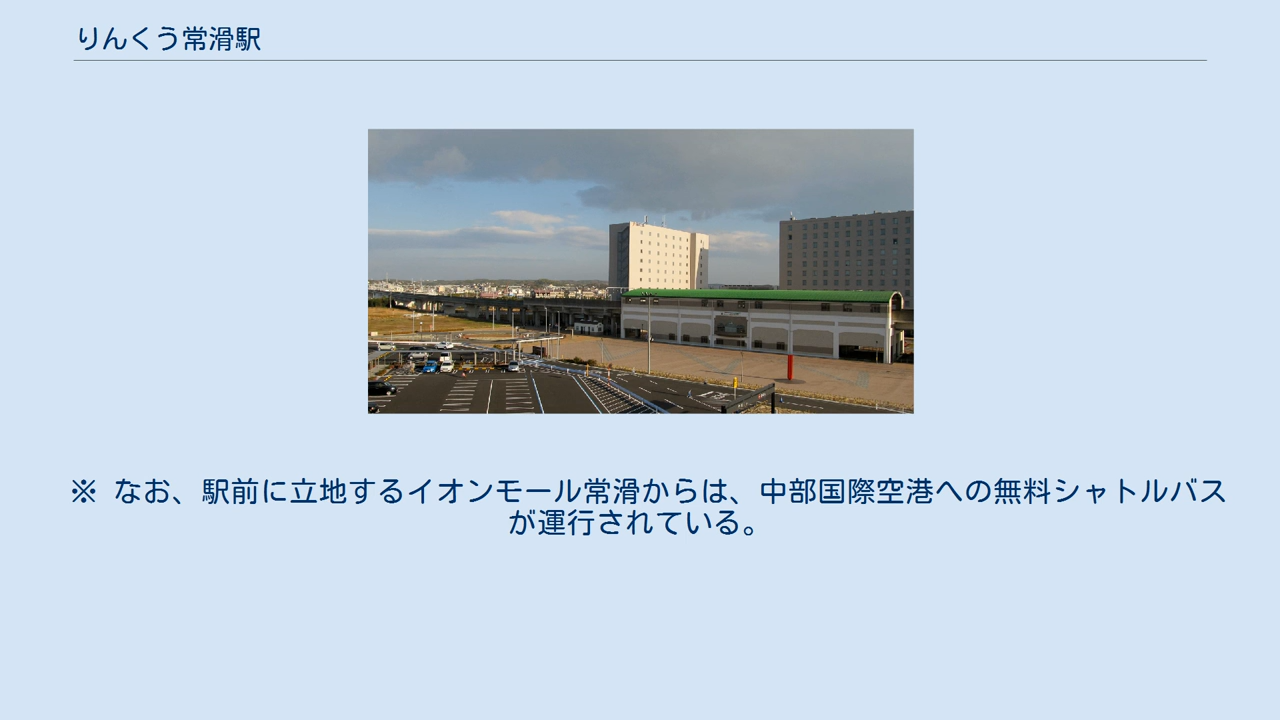 りんくう常滑駅
※ なお、駅前に立地するイオンモール常滑からは、中部国際空港への無料シャトルバス
が運行されている。